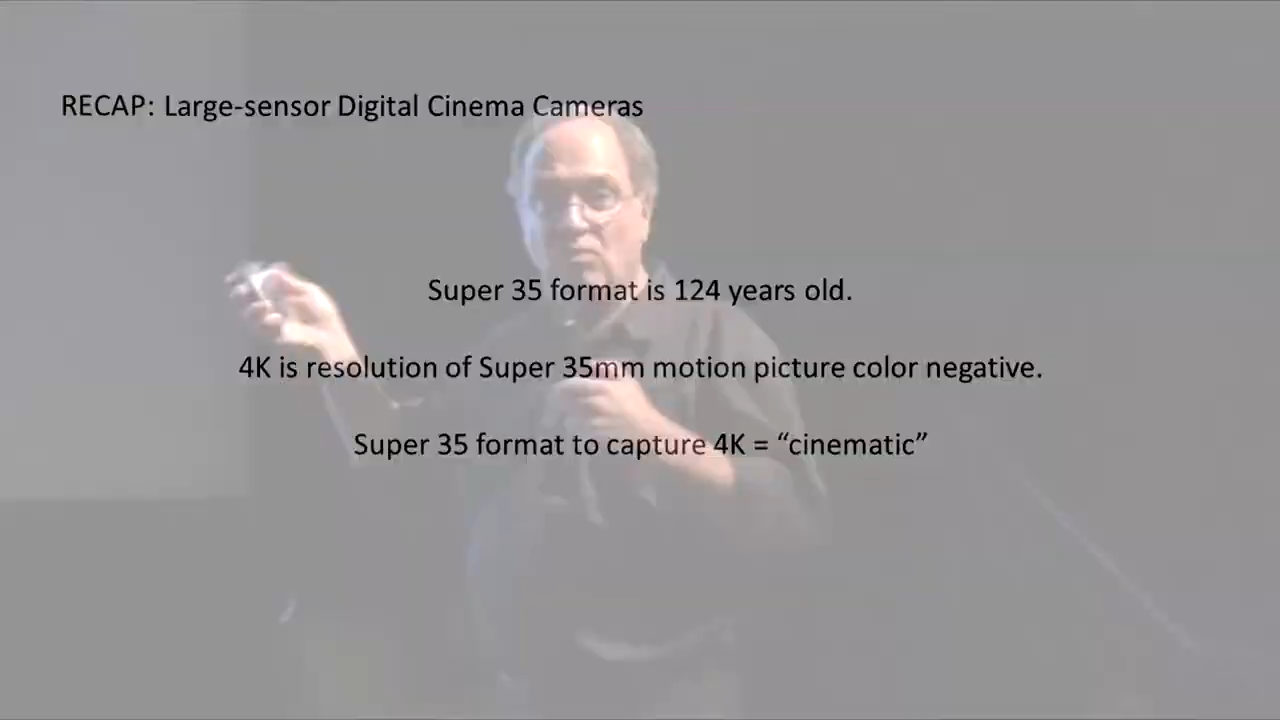 RECAP: Large-sensor Digital Cinema Cameras
Super 35 format is 124 years old.
4K is resolution of Super 35mm motion picture color negative.
Super 35 format to capture 4K = “cinematic”